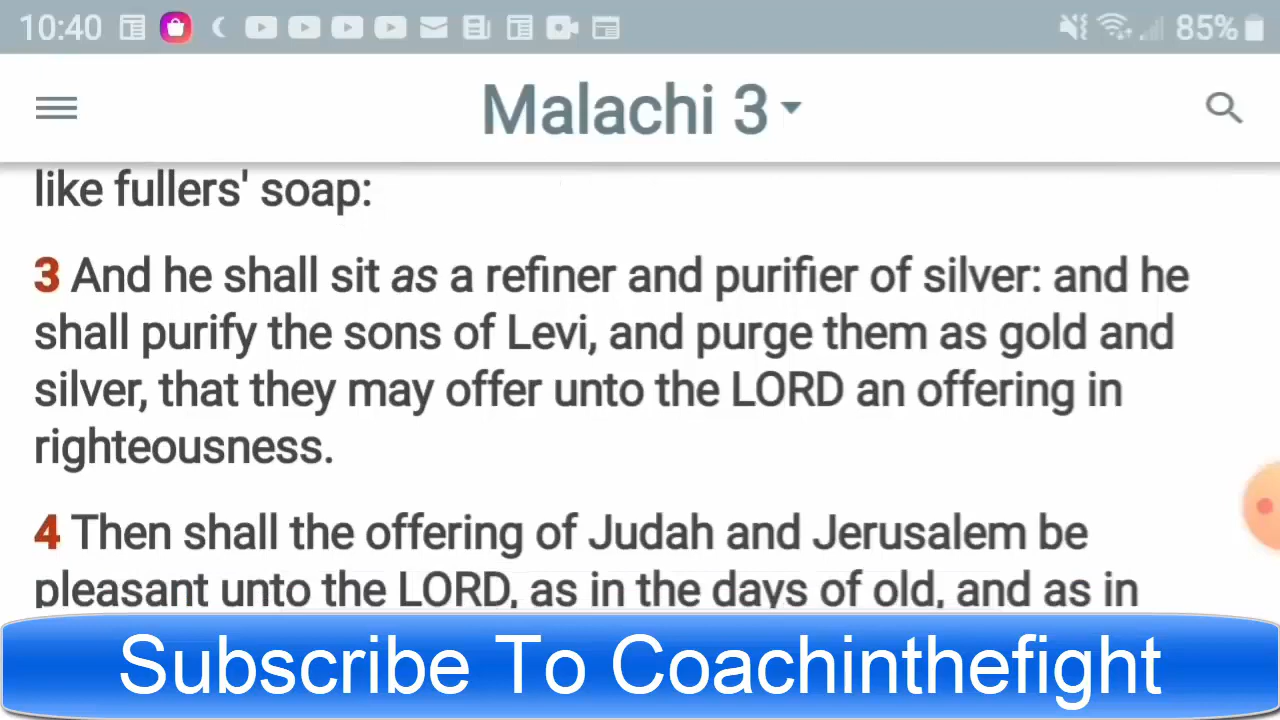 10:40 85%
Malachi 3
like fullers' soap:
3 And he shall sit as a refiner and purifier of silver: and he
shall purify the sons of Levi, and purge them as gold and
silver, that they may offer unto the LORD an offering in
righteousness.
4 Then shall the offering of Judah and Jerusalem be
pleasant unto the LORD, as in the days of old, and as in
Subscribe To Coachinthefight